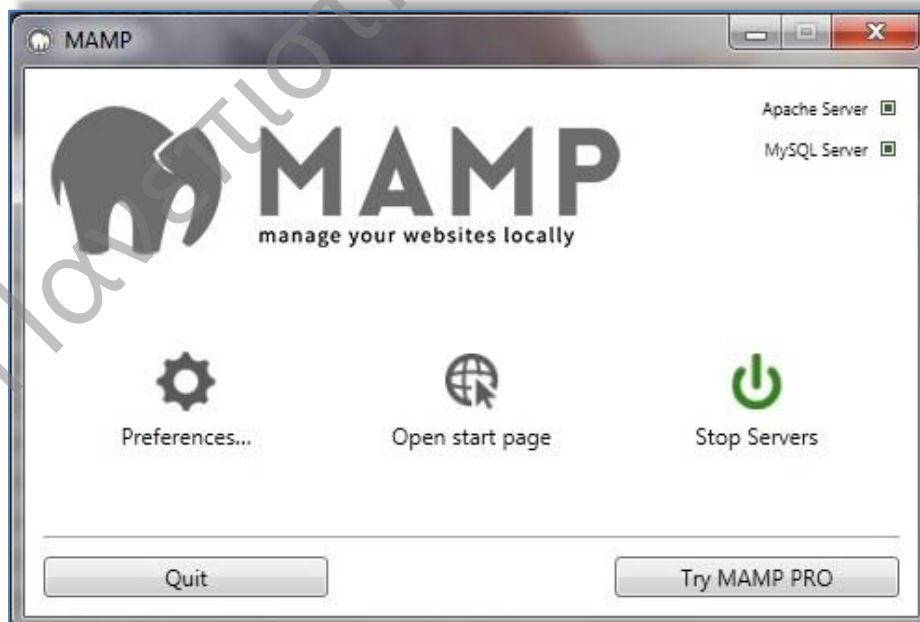 MAMP
Apache Server
MySQL Server
MAMP
manage your websites locally
Preferences...
Open start page
Stop Servers
Quit
Try MAMP PRO